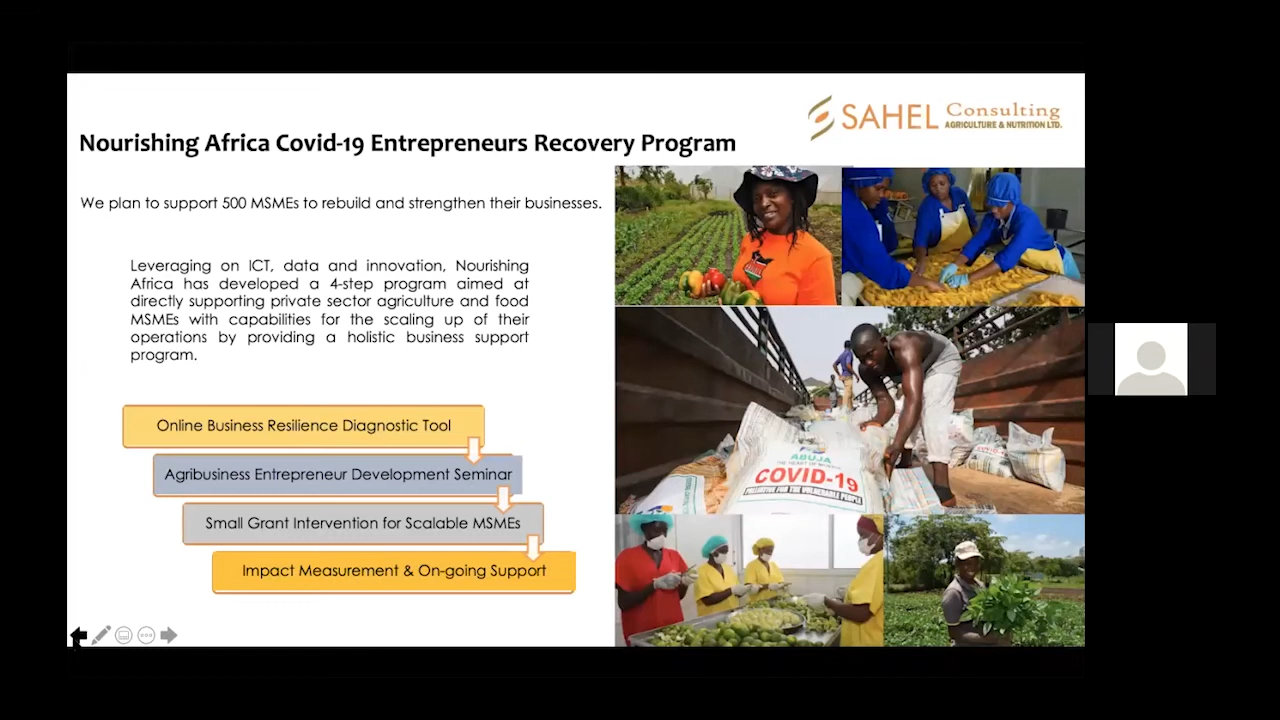 SAHEL Consulting
AGRICULTURE & NUTRITION LTD.
Nourishing Africa Covid-19 Entrepreneurs Recovery Program
We plan to support 500 MSMEs to rebuild and strengthen their businesses.
Leveraging on ICT, data and innovation, Nourishing
Africa has developed a 4-step program aimed at
directly supporting private sector agriculture and food
MSMEs with capabilities for the scaling up of their
operations by providing a holistic business support
program.
Online Business Resilience Diagnostic Tool
Agribusiness Entrepreneur Development Seminar
Small Grant Intervention for Scalable MSMEs
Impact Measurement & On-going Support
ABUJA
COVID-19
FOR THE VULNERABLE PEOPLE